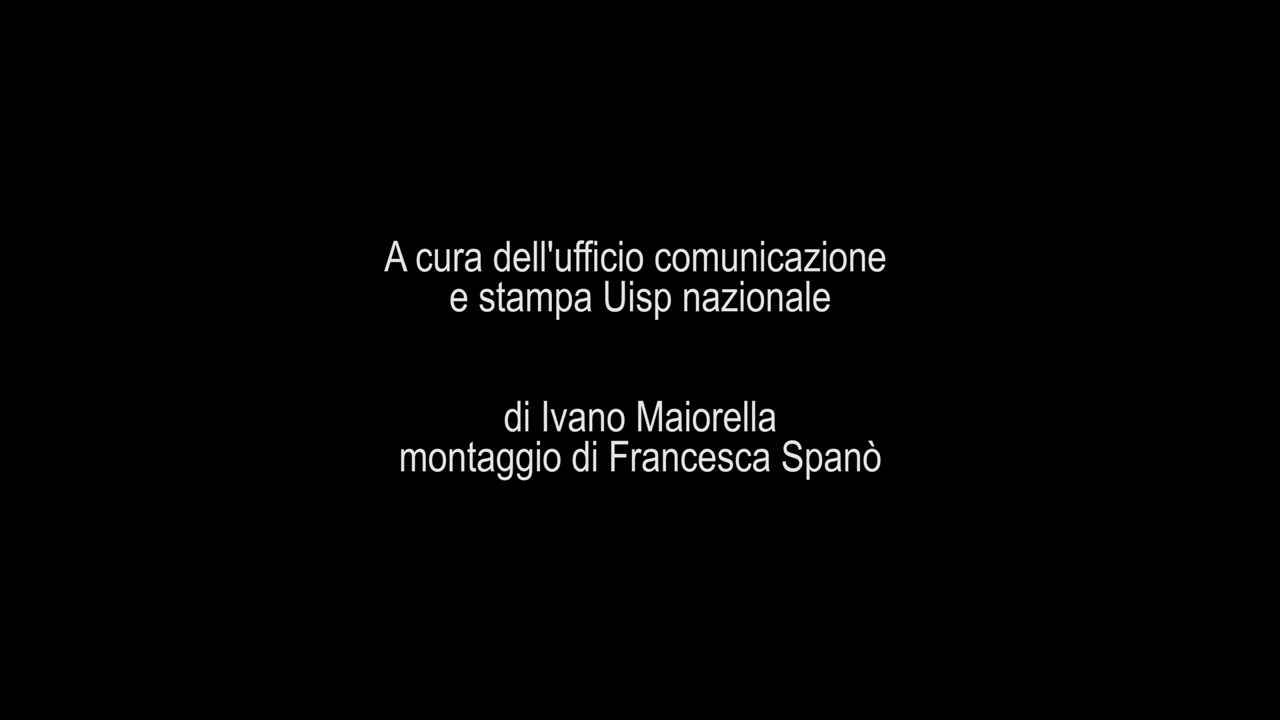 A cura dell'ufficio comunicazione
e stampa Uisp nazionale
di Ivano Maiorella
montaggio di Francesca Spanò